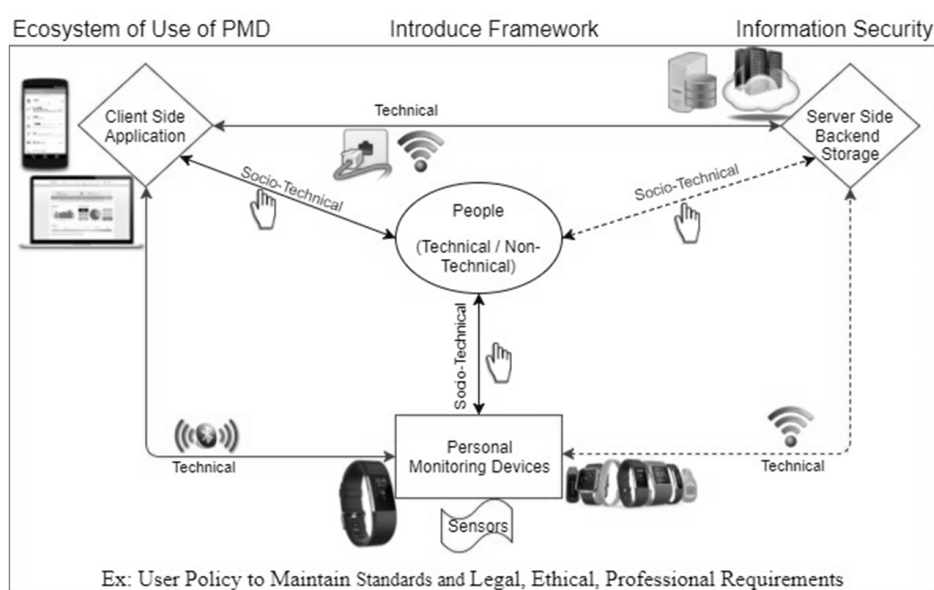 Ecosystem of Use of PMD
Introduce Framework
Information Security
Client Side
Application
Technical
Server Side
Backend
Storage
Socio-Technical
Socio-Technical
People
(Technical / Non-
Technical)
Socio-Technical
Technical
Personal
Monitoring Devices
Technical
Sensors
Ex: User Policy to Maintain Standards and Legal, Ethical, Professional Requirements